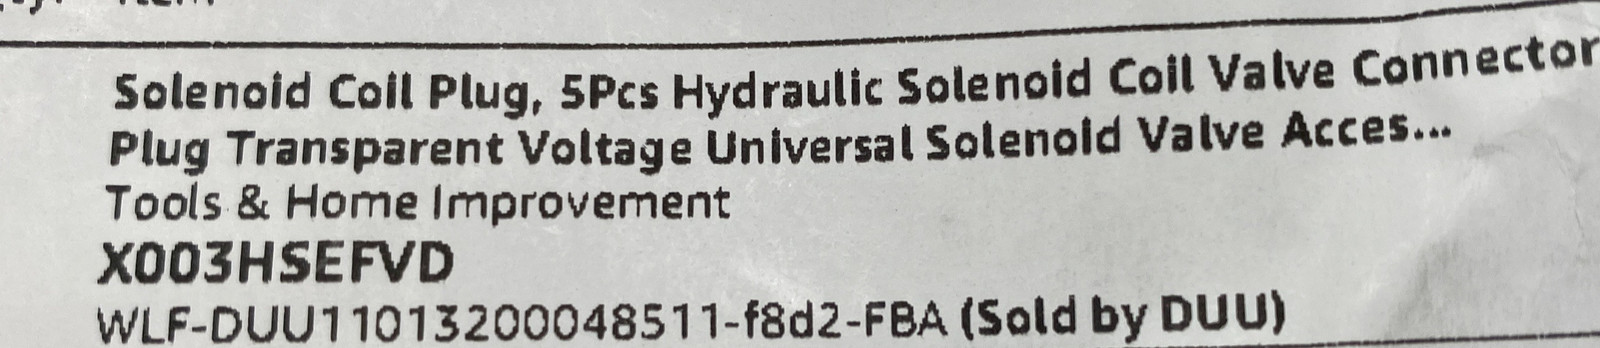 Solenoid Coil Plug, 5Pcs Hydraulic Solenoid Coil Valve Connector
Plug Transparent Voltage Universal Solenoid Valve Acces...
Tools & Home Improvement
X003HSEFVD
WLF-DUU11013200048511-f8d2-FBA (Sold by DUU)